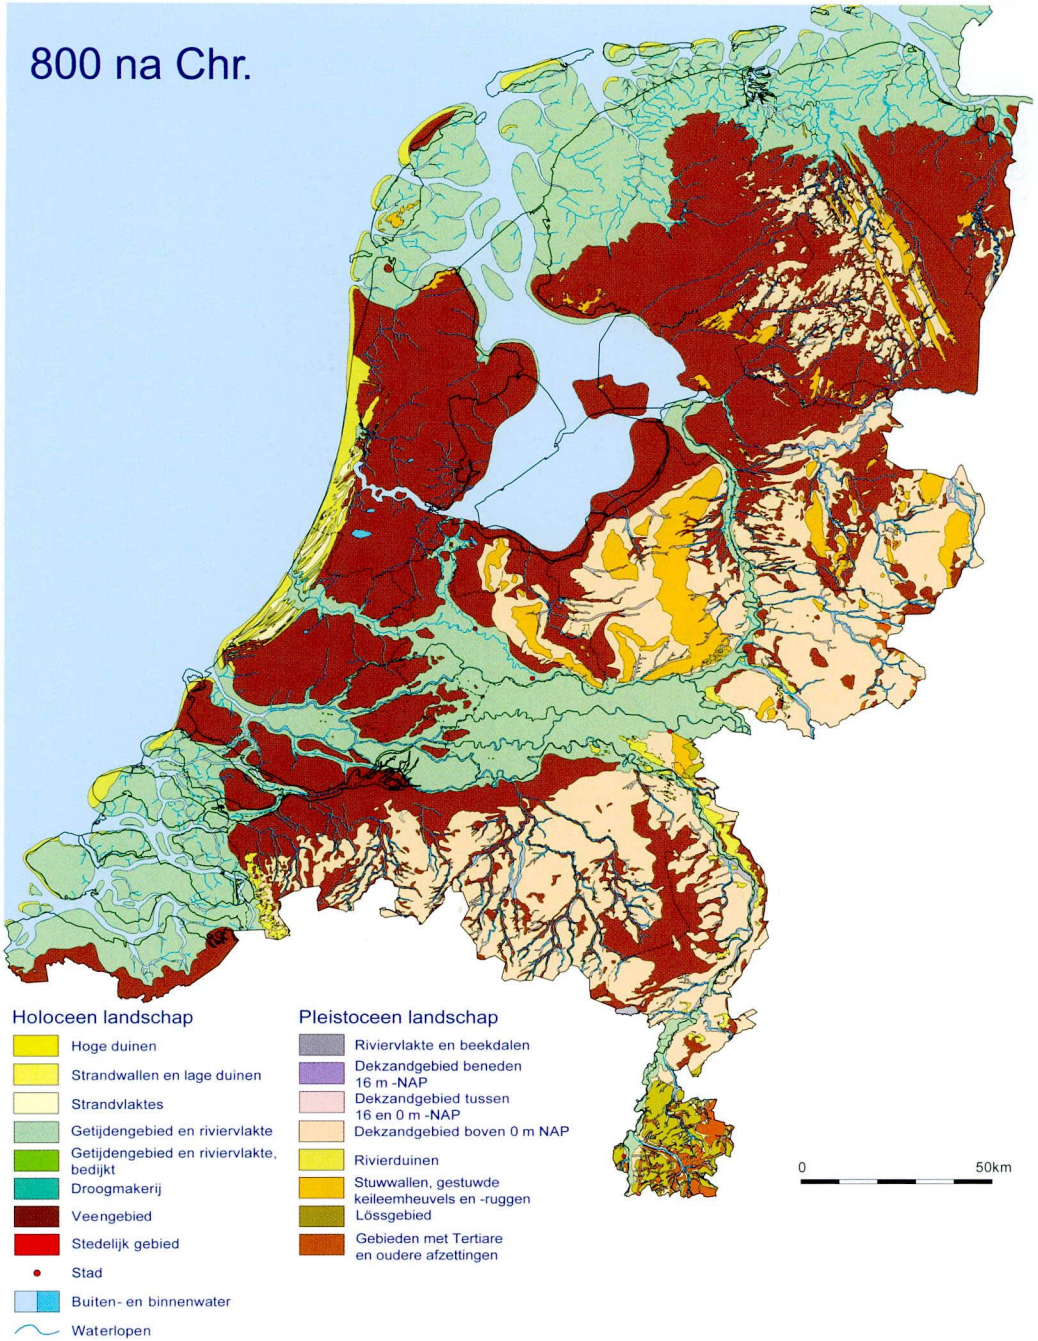 800 na Chr.
Holoceen landschap
Hoge duinen
Strandwallen en lage duinen
Strandvlaktes
Getijdengebied en riviervlakte
Getijdengebied en riviervlakte,
bedijkt
Droogmakerij
Veengebied
Stedelijk gebied
Stad
Buiten- en binnenwater
Waterlopen
Pleistoceen landschap
Riviervlakte en beekdalen
Dekzandgebied beneden
16 m -NAP
Dekzandgebied tussen
16 en 0 m -NAP
Dekzandgebied boven 0 m NAP
Rivierduinen
Stuwwallen, gestuwde
keileemheuvels en -ruggen
Lössgebied
Gebieden met Tertiare
en oudere afzettingen
0 50km